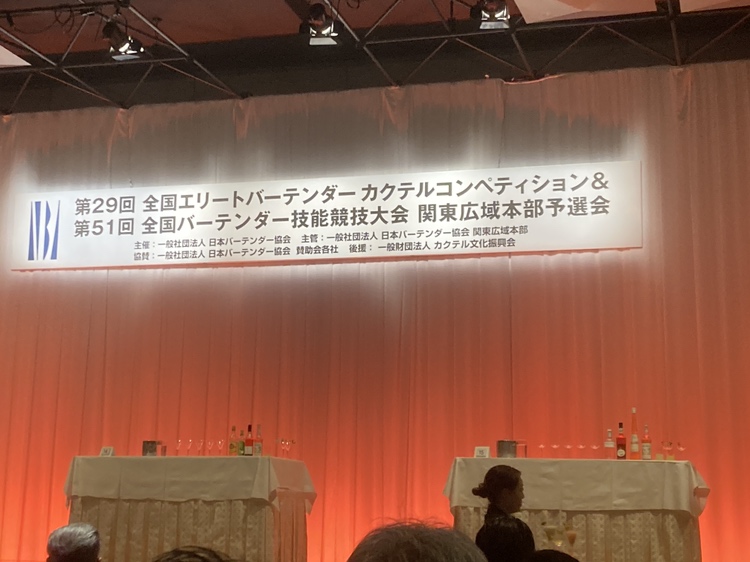 NBA
第29回 全国エリートバーテンダー カクテルコンペティション&
第51回 全国バーテンダー技能競技大会 関東広域本部予選会
主催：一般社団法人 日本バーテンダー協会 主管：一般社団法人 日本バーテンダー協会 関東広域本部
協賛：一般社団法人 日本バーテンダー協会 賛助会各社 後援：一般財団法人 カクテル文化振興会